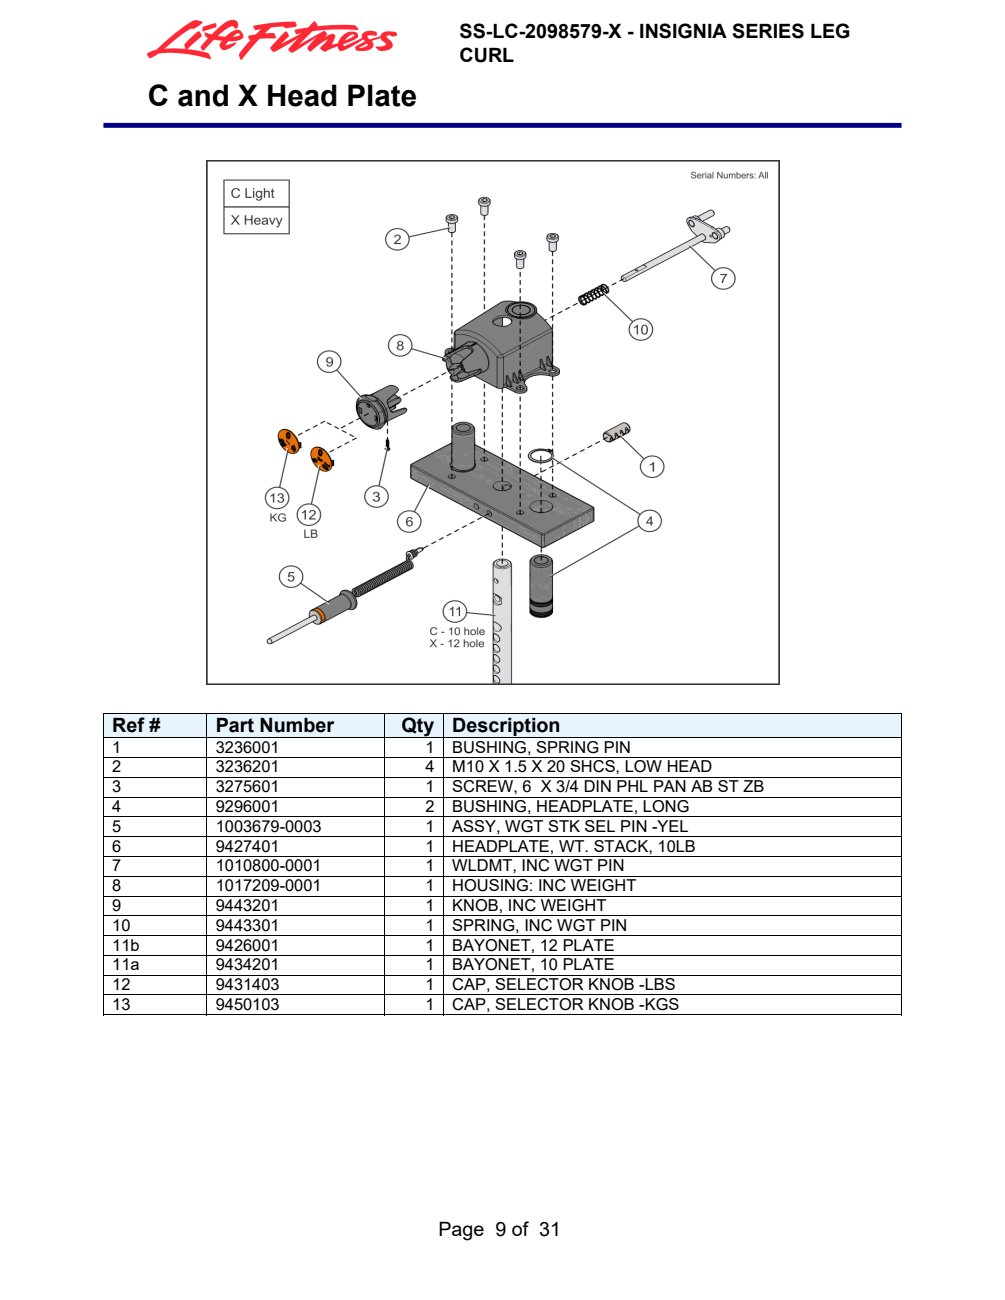 Life Fitness
SS-LC-2098579-X - INSIGNIA SERIES LEG
CURL
C and X Head Plate
Serial Numbers: All
C Light
X Heavy
2
7
10
8
9
1
13
KG
12
LB
3
6
4
5
11
C - 10 hole
X - 12 hole
Ref # Part Number Qty Description
1 3236001 1 BUSHING, SPRING PIN
2 3236201 4 M10 X 1.5 X 20 SHCS, LOW HEAD
3 3275601 1 SCREW, 6  X 3/4 DIN PHL PAN AB ST ZB
4 9296001 2 BUSHING, HEADPLATE, LONG
5 1003679-0003 1 ASSY, WGT STK SEL PIN -YEL
6 9427401 1 HEADPLATE, WT. STACK, 10LB
7 1010800-0001 1 WLDMT, INC WGT PIN
8 1017209-0001 1 HOUSING: INC WEIGHT
9 9443201 1 KNOB, INC WEIGHT
10 9443301 1 SPRING, INC WGT PIN
11b 9426001 1 BAYONET, 12 PLATE
11a 9434201 1 BAYONET, 10 PLATE
12 9431403 1 CAP, SELECTOR KNOB -LBS
13 9450103 1 CAP, SELECTOR KNOB -KGS
Page  9 of  31